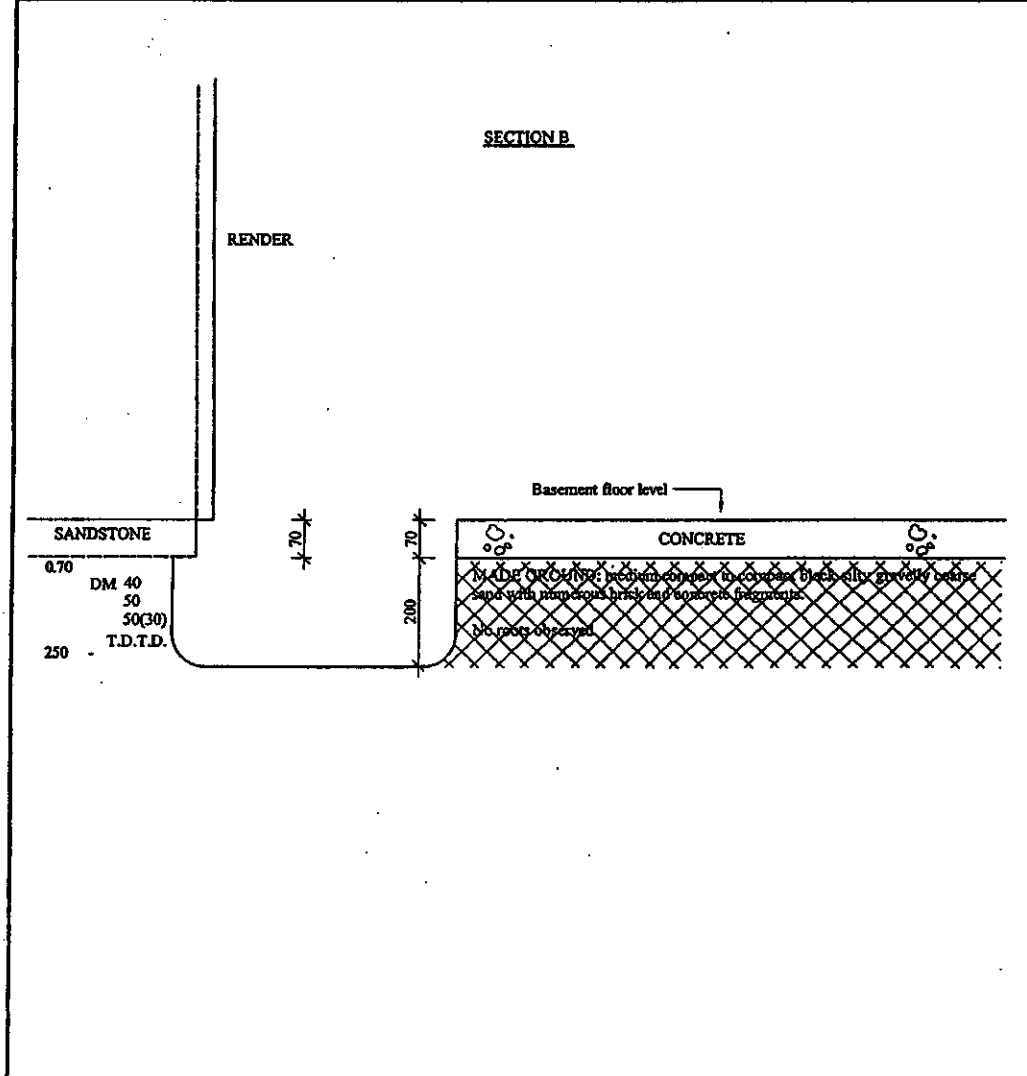 SECTION B
RENDER
Basement floor level
SANDSTONE
70
70
CONCRETE
0.70
DM 40
50
50(30)
T.D.T.D.
250
200
MADE GROUND: medium compact to compact black silty gravelly coarse
sand with numerous brick and concrete fragments.
No roots observed.